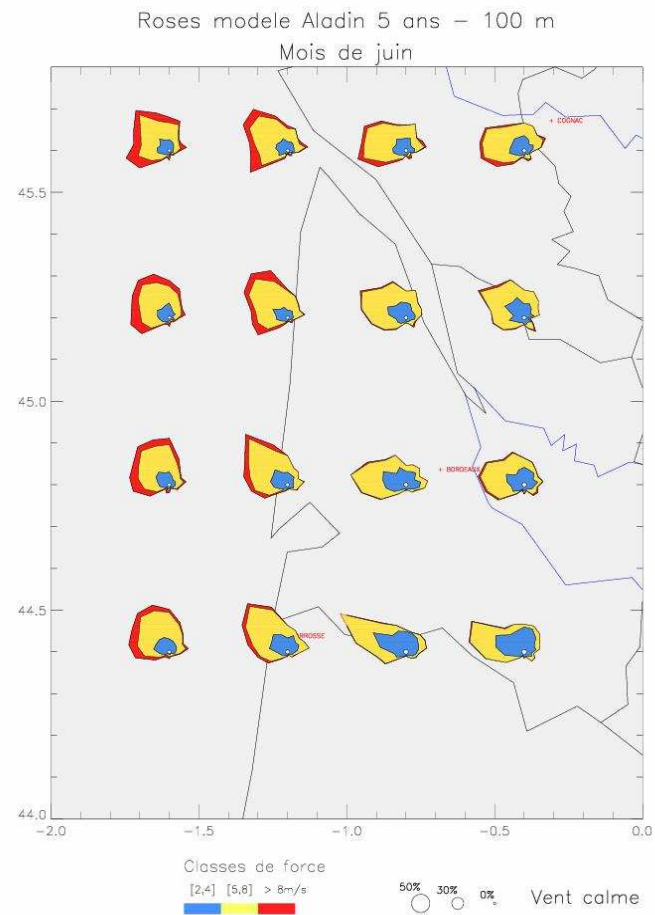 Roses modele Aladin 5 ans - 100 m
Mois de juin
+ COGNAC
45.5
45.0
+ BORDEAUX
44.5
BROSSE
44.0
-2.0 -1.5 -1.0 -0.5 0.0
Classes de force
[2,4] [5,8] > 8m/s
50% 30% 0% Vent calme